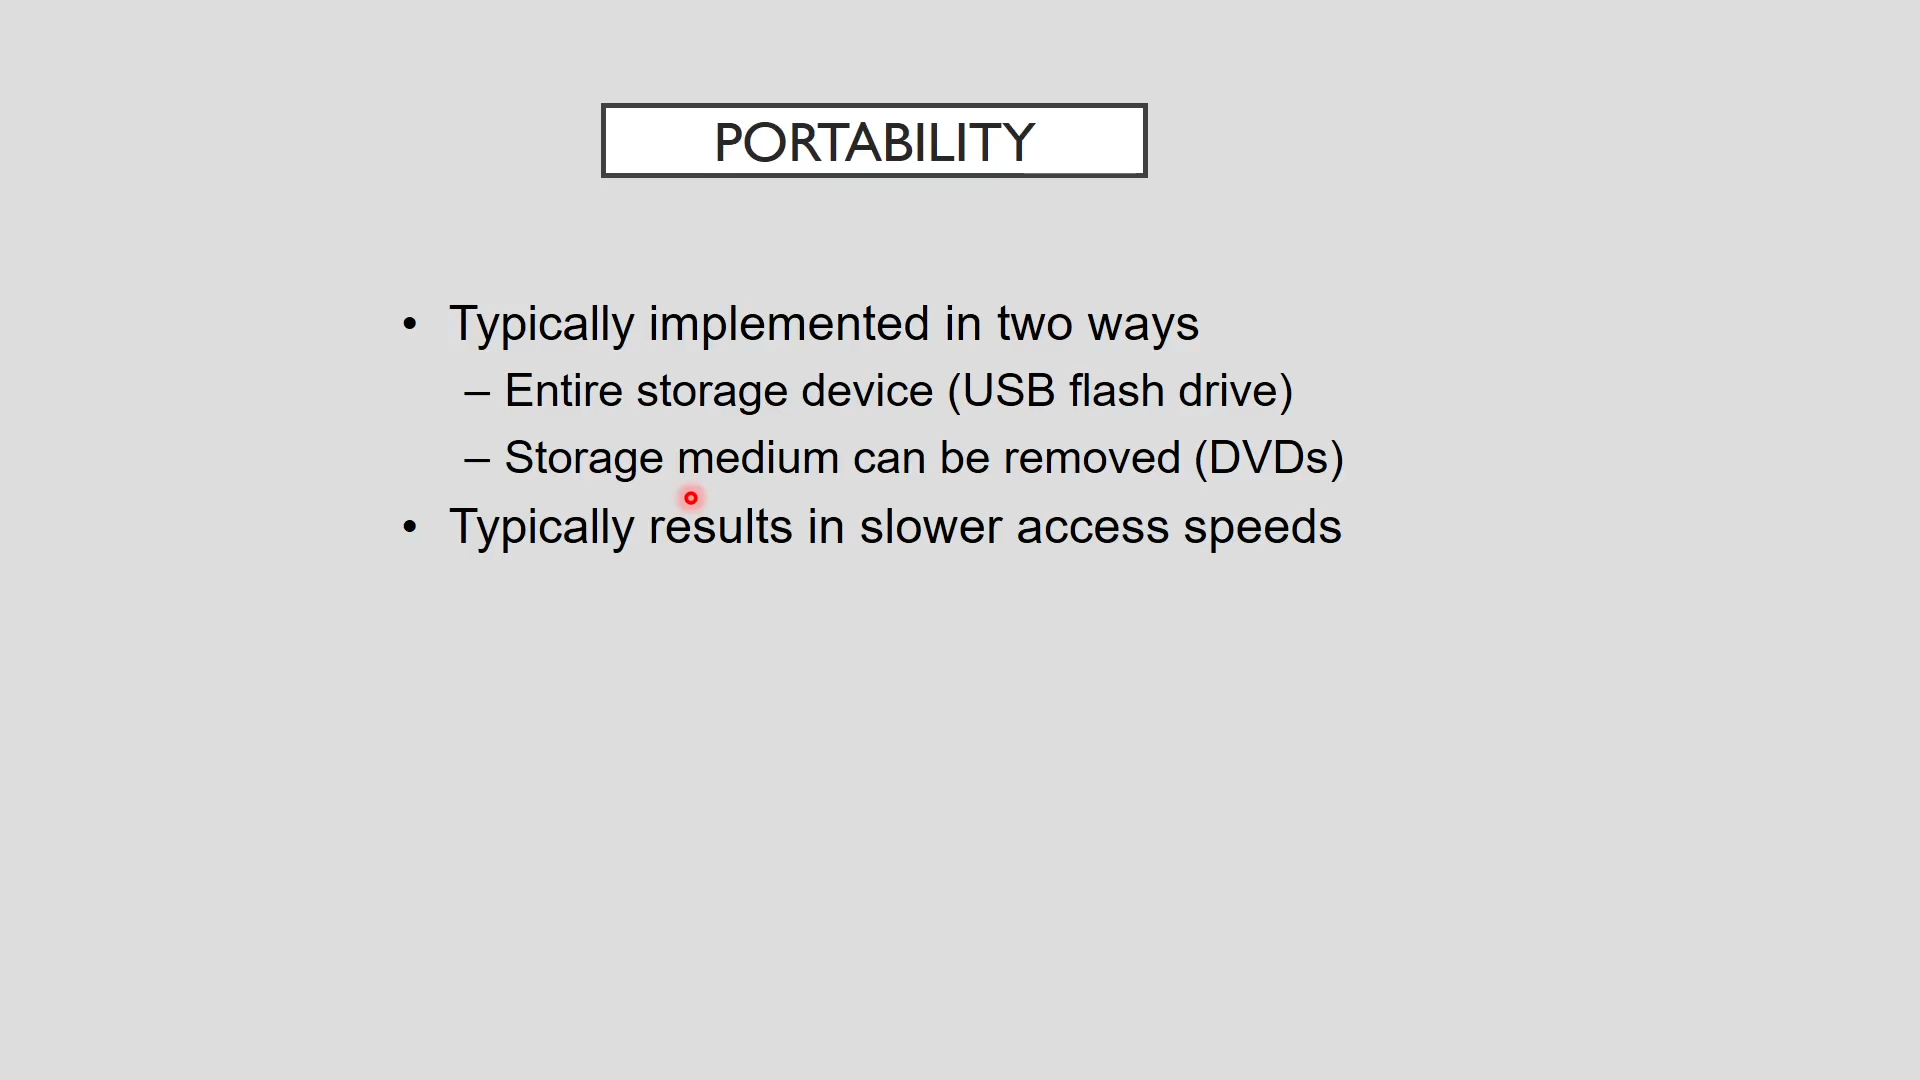 PORTABILITY
• Typically implemented in two ways
– Entire storage device (USB flash drive)
– Storage medium can be removed (DVDs)
• Typically results in slower access speeds